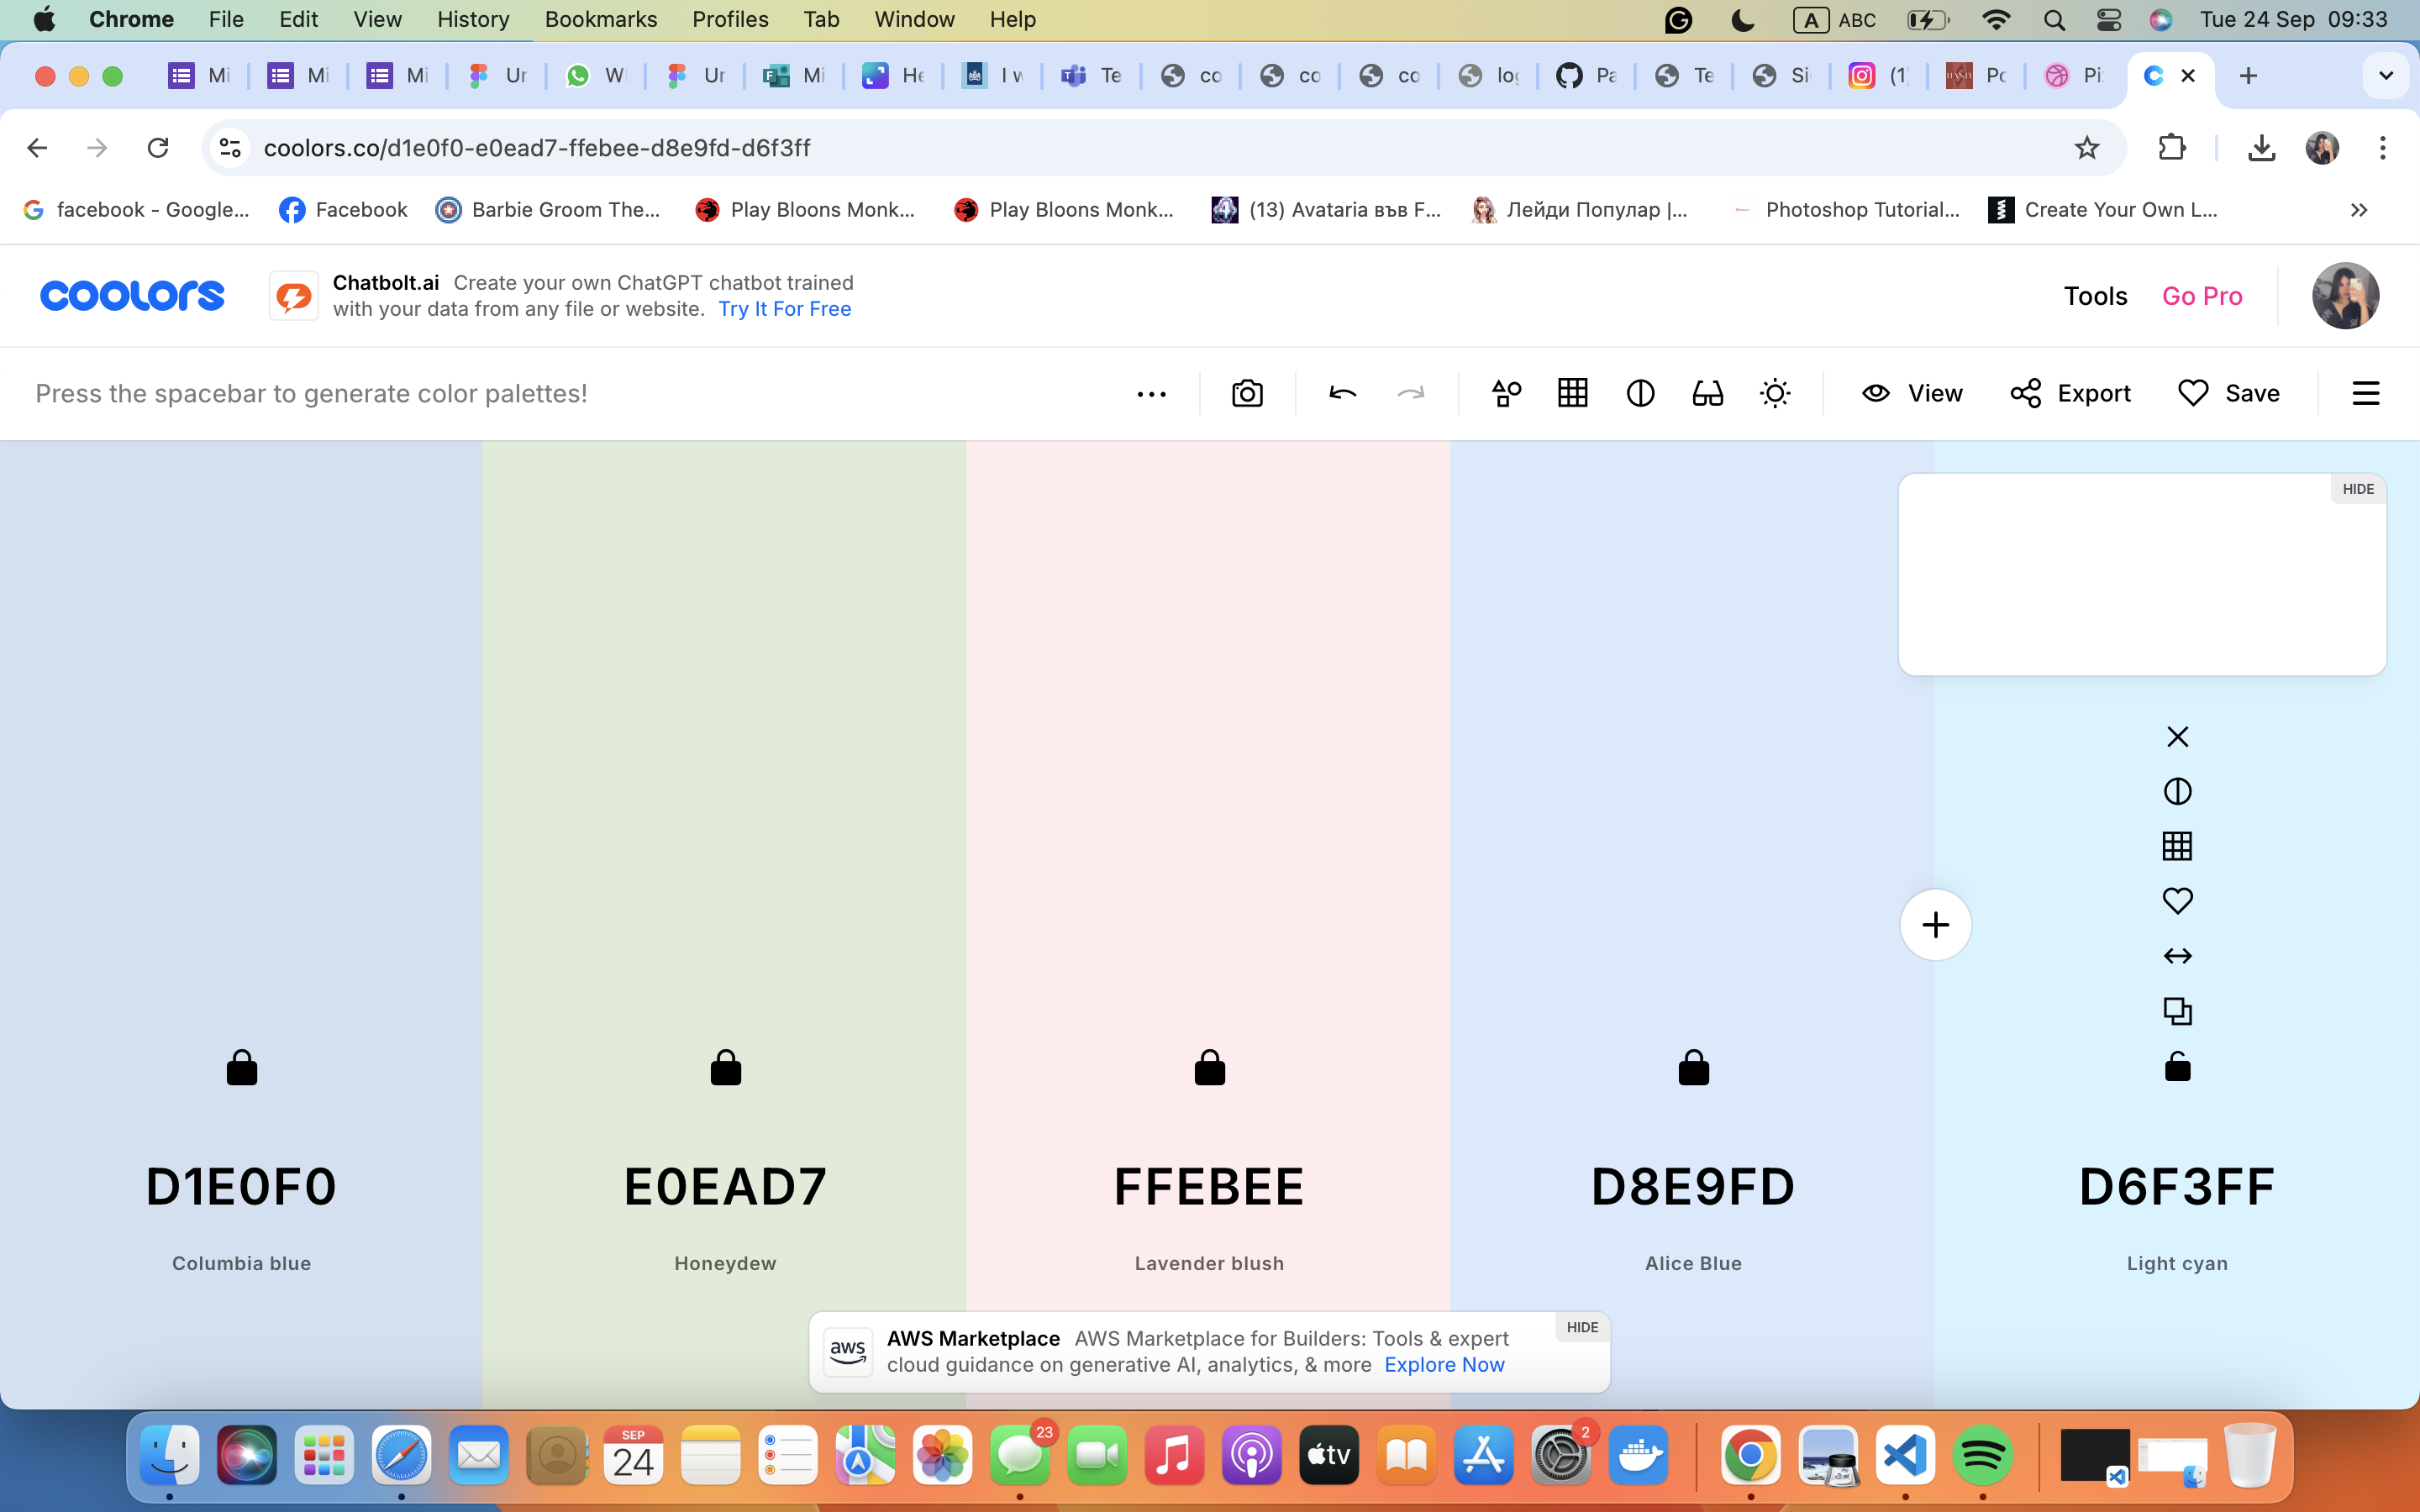 Chrome File Edit View History Bookmarks Profiles Tab Window Help A ABC Tue 24 Sep 09:33
Mi Mi Mi Ur W Ur Mi He I w Te co co co log Pa Te Si (1) Pc Pi
coolors.co/d1e0f0-e0ead7-ffebee-d8e9fd-d6f3ff
facebook - Google... Facebook Barbie Groom The... Play Bloons Monk... Play Bloons Monk... (13) Avataria във F... Лейди Популар |... Photoshop Tutorial... Create Your Own L...
coolors
Chatbolt.ai Create your own ChatGPT chatbot trained
with your data from any file or website. Try It For Free
Tools Go Pro
Press the spacebar to generate color palettes!
View Export Save
HIDE
D1E0F0 E0EAD7 FFEBEE D8E9FD D6F3FF
Columbia blue Honeydew Lavender blush Alice Blue Light cyan
aws
AWS Marketplace AWS Marketplace for Builders: Tools & expert
cloud guidance on generative AI, analytics, & more Explore Now
HIDE
SEP
24
23
tv
2